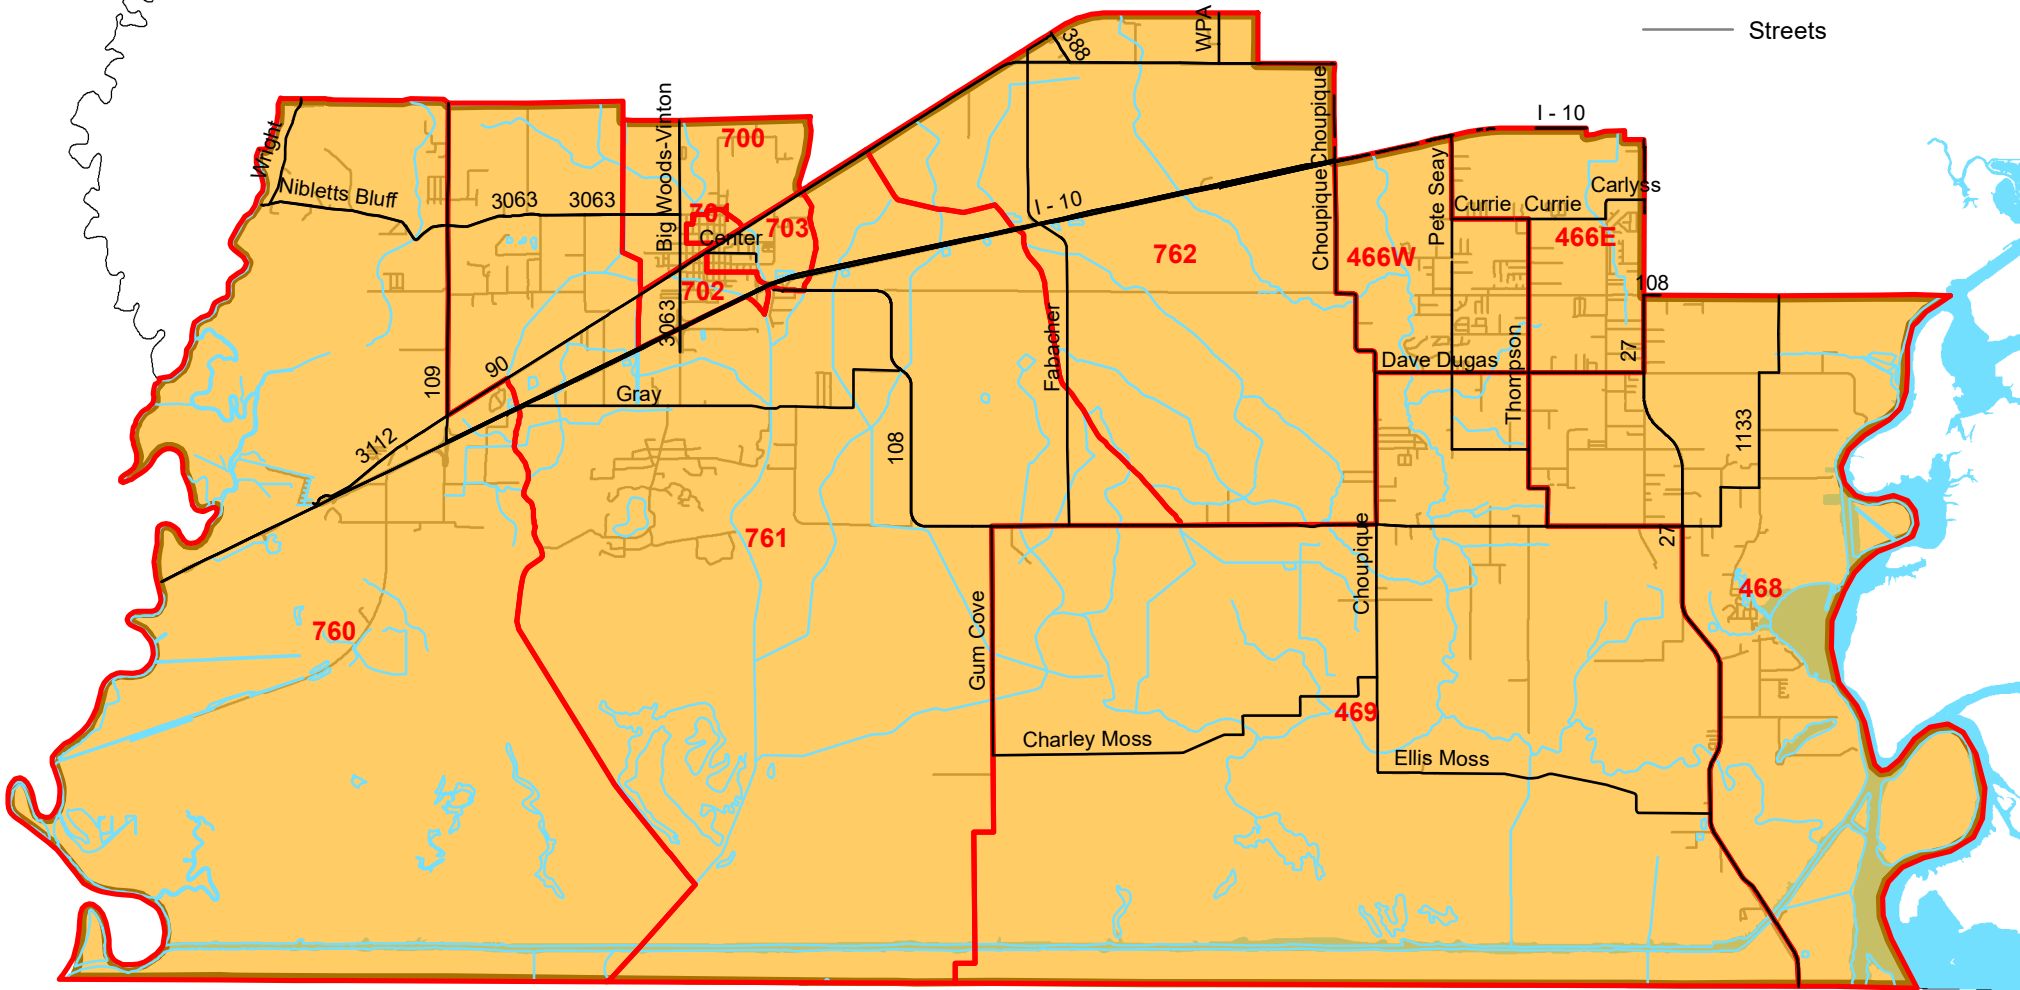 Streets
WPA
388
I - 10
Choupique
Choupique
Choupique
Big Woods-Vinton
700
Wright
Nibletts Bluff
3063
3063
701
703
Center
702
3063
I - 10
762
466W
Pete Seay
Currie
Currie
Carlyss
466E
108
27
Dave Dugas
Thompson
Fabacher
109
90
Gray
3112
108
1133
761
27
Choupique
468
760
Gum Cove
469
Charley Moss
Ellis Moss